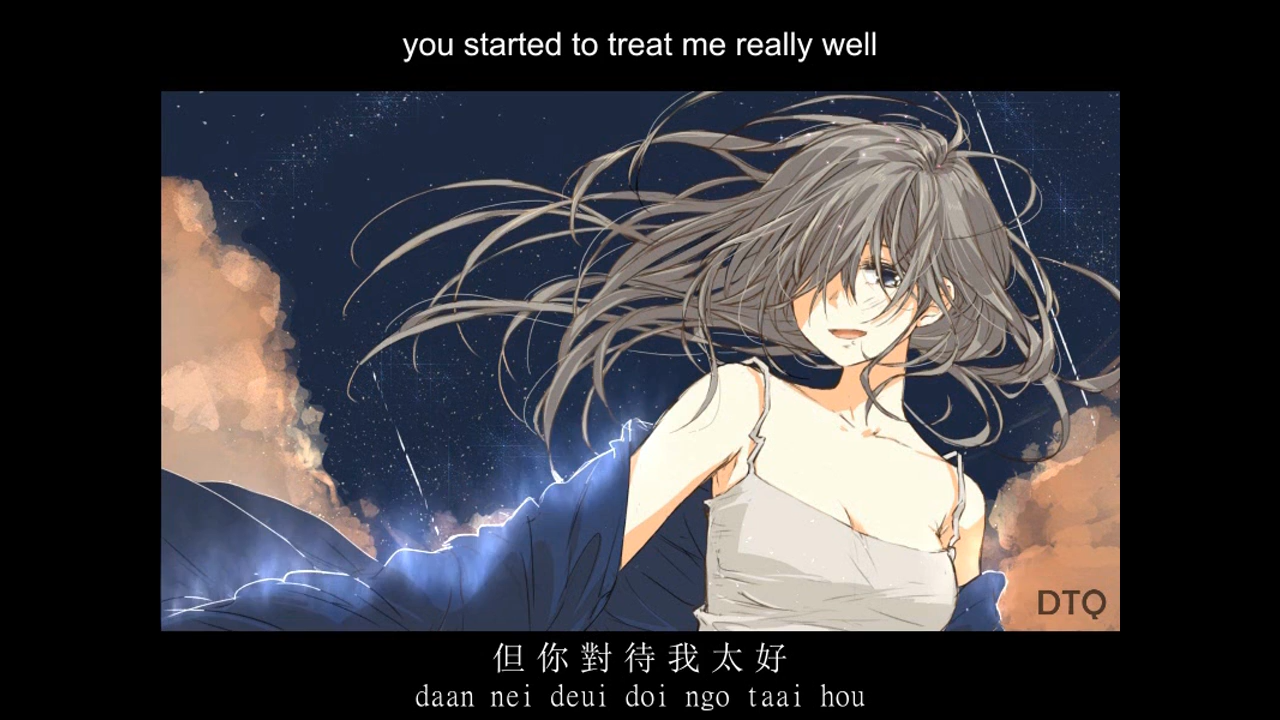 you started to treat me really well
DTQ
但你對待我太好
daan nei deui doi ngo taai hou